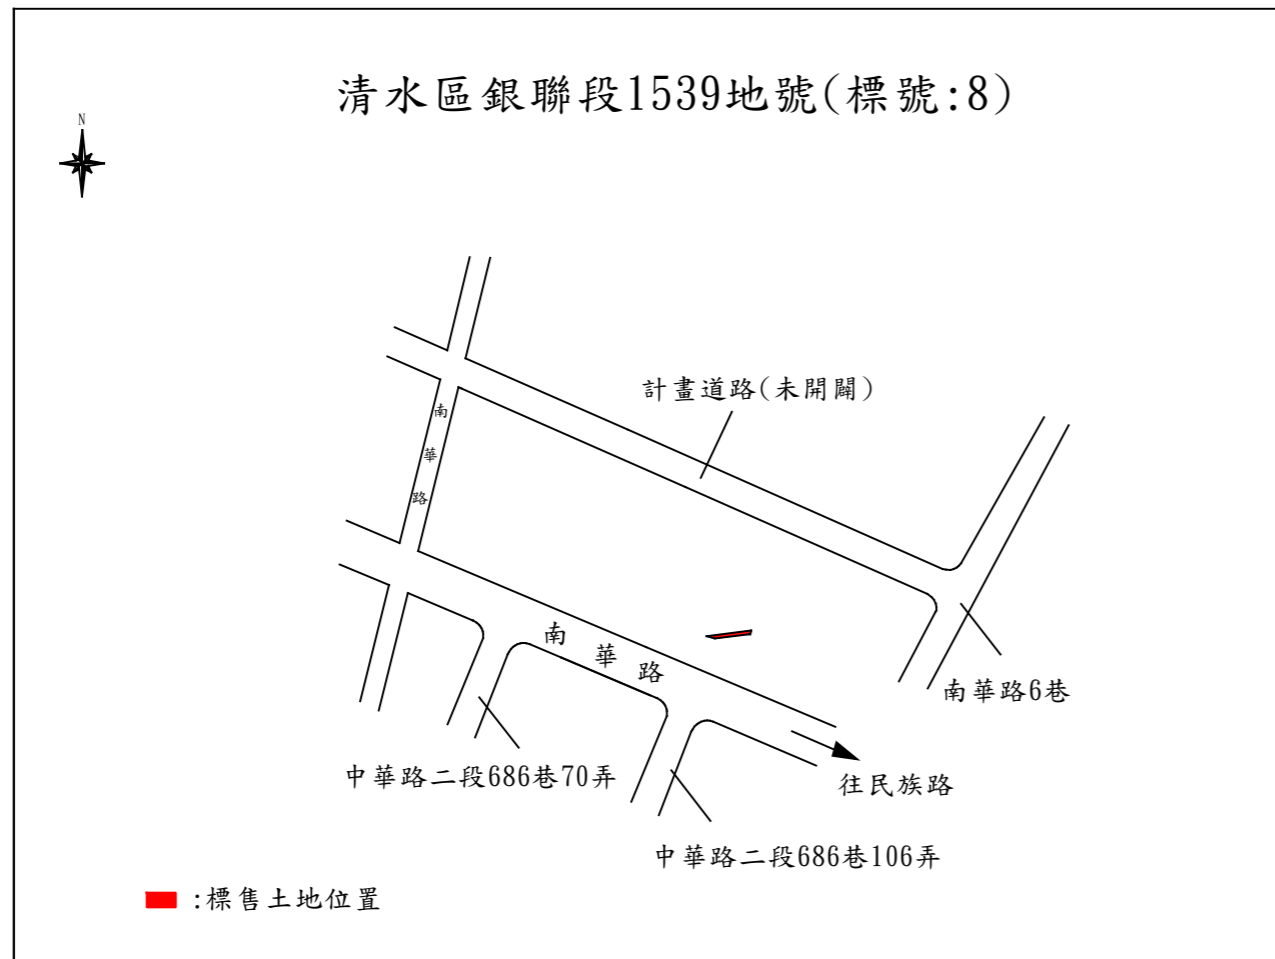 清水區銀聯段1539地號(標號:8)
N
計畫道路(未開闢)
南華路
南華路
南華路6巷
中華路二段686巷70弄
往民族路
中華路二段686巷106弄
:標售土地位置